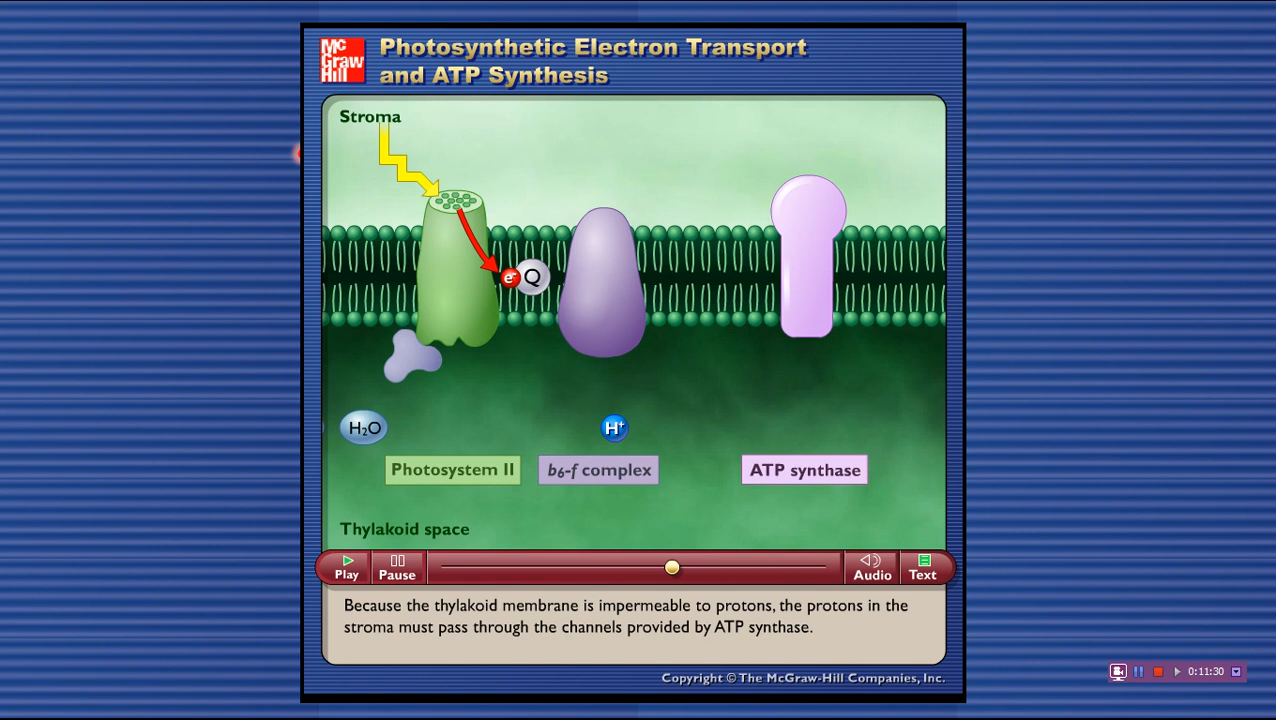 Mc
Graw
Hill
Photosynthetic Electron Transport
and ATP Synthesis
Stroma
e⁻
Q
H₂O
H⁺
Photosystem II
b₆-f complex
ATP synthase
Thylakoid space
Play
Pause
Audio
Text
Because the thylakoid membrane is impermeable to protons, the protons in the
stroma must pass through the channels provided by ATP synthase.
Copyright © The McGraw-Hill Companies, Inc.
0:11:30